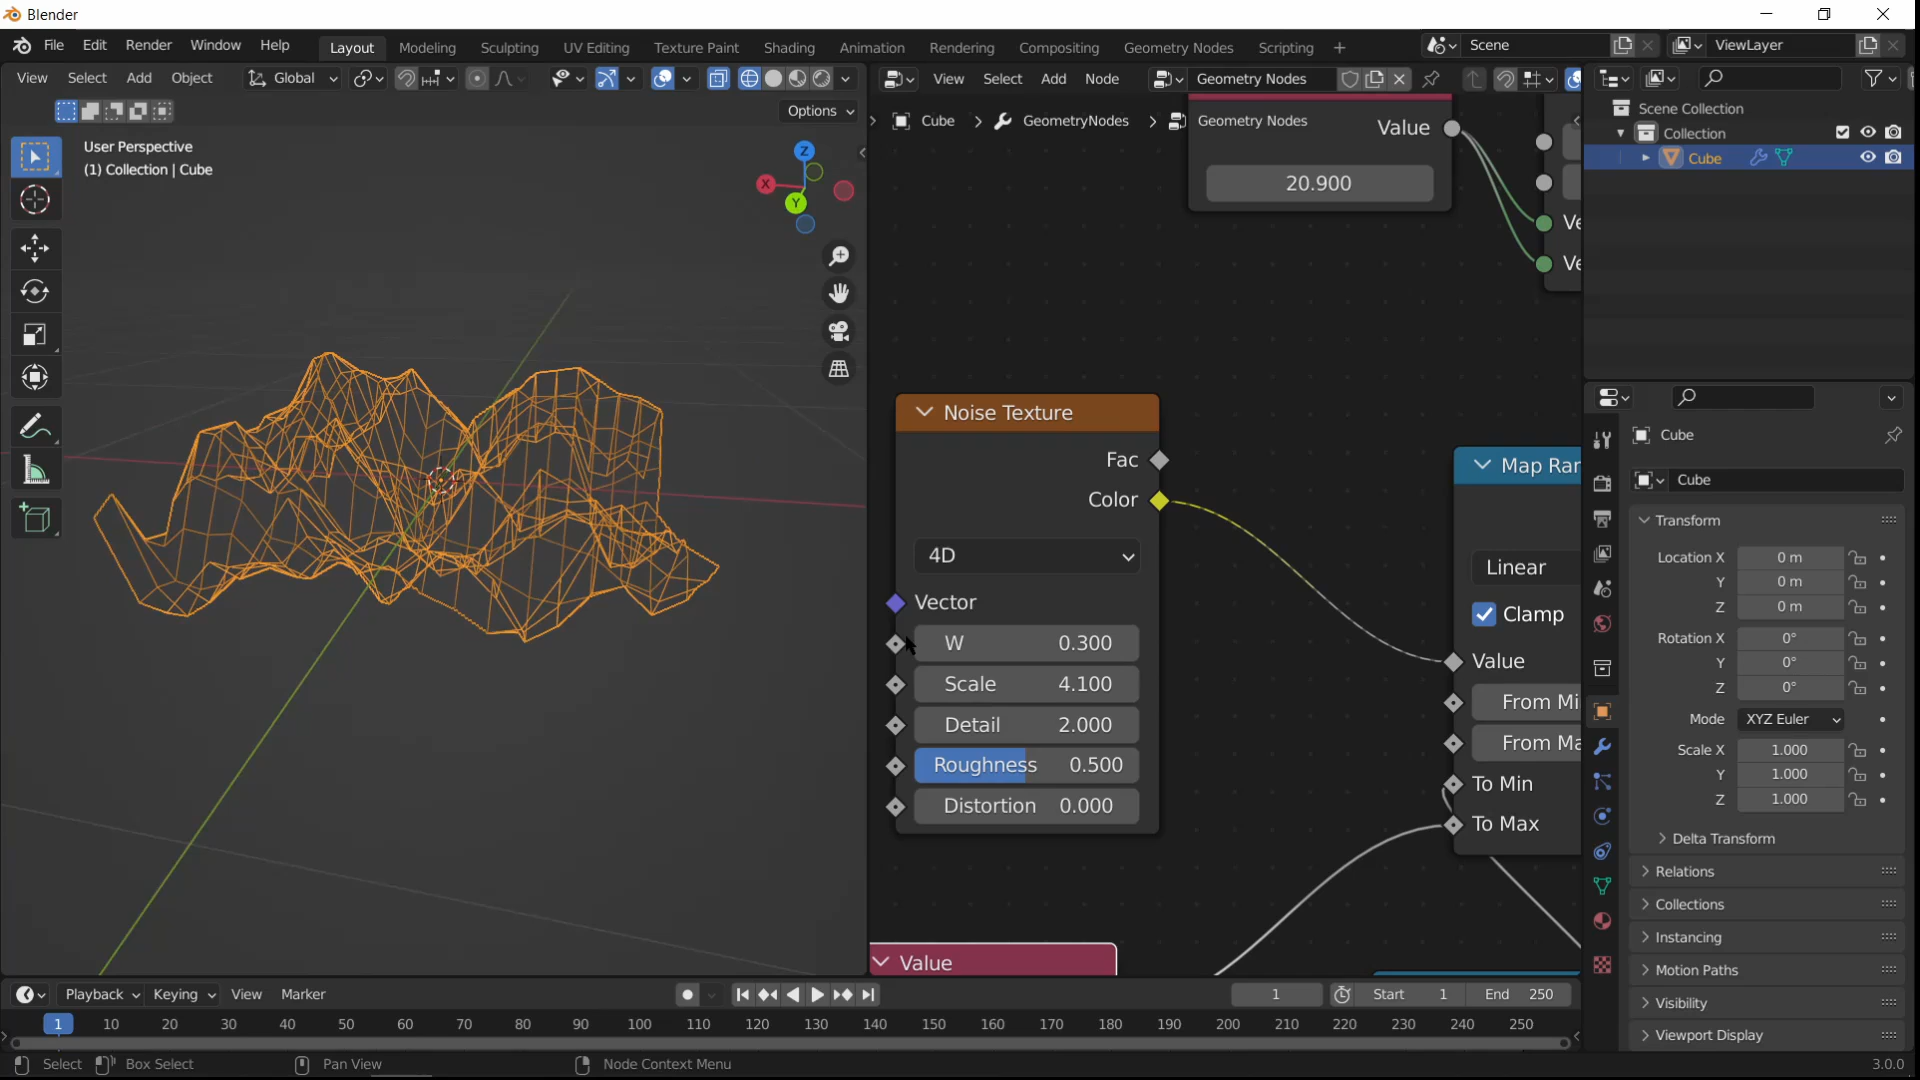 Blender
File Edit Render Window Help Layout Modeling Sculpting UV Editing Texture Paint Shading Animation Rendering Compositing Geometry Nodes Scripting + Scene ViewLayer
View Select Add Object Global
Options
User Perspective
(1) Collection | Cube
Z
X
Y
View Select Add Node Geometry Nodes
Cube > GeometryNodes > Geometry Nodes
Value
20.900
Ve
Ve
Noise Texture
Fac
Color
4D
Vector
W 0.300
Scale 4.100
Detail 2.000
Roughness 0.500
Distortion 0.000
Map Ran
Linear
Clamp
Value
From Mi
From Ma
To Min
To Max
Value
Scene Collection
Collection
Cube
Cube
Cube
Transform
Location X 0 m
Y 0 m
Z 0 m
Rotation X 0°
Y 0°
Z 0°
Mode XYZ Euler
Scale X 1.000
Y 1.000
Z 1.000
Delta Transform
Relations
Collections
Instancing
Motion Paths
Visibility
Viewport Display
Playback Keying View Marker 1 Start 1 End 250
1 10 20 30 40 50 60 70 80 90 100 110 120 130 140 150 160 170 180 190 200 210 220 230 240 250
Select Box Select Pan View Node Context Menu 3.0.0